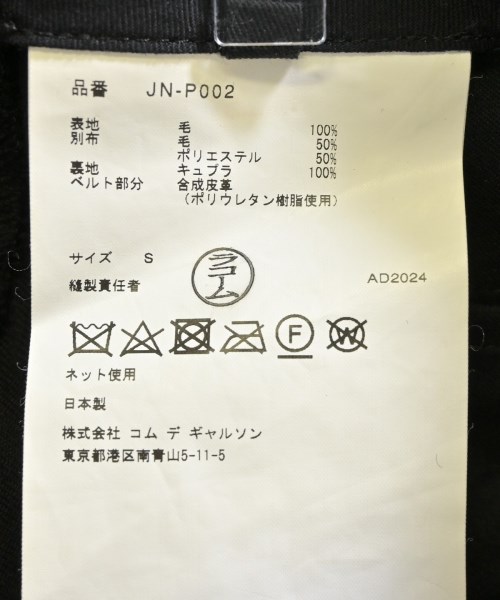 品番 JN-P002
表地 毛 100%
別布 毛 50%
ポリエステル 50%
裏地 キュプラ 100%
ベルト部分 合成皮革
（ポリウレタン樹脂使用）
サイズ S
縫製責任者 ラコーム AD2024
F W
ネット使用
日本製
株式会社 コム デ ギャルソン
東京都港区南青山5-11-5